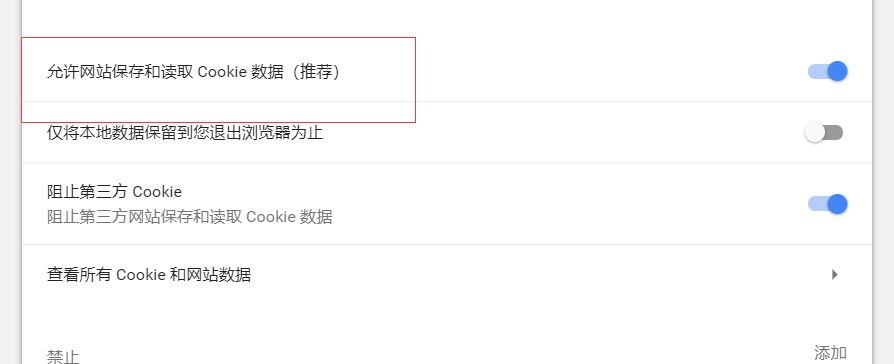 允许网站保存和读取 Cookie 数据（推荐）
仅将本地数据保留到您退出浏览器为止
阻止第三方 Cookie
阻止第三方网站保存和读取 Cookie 数据
查看所有 Cookie 和网站数据
禁止
添加